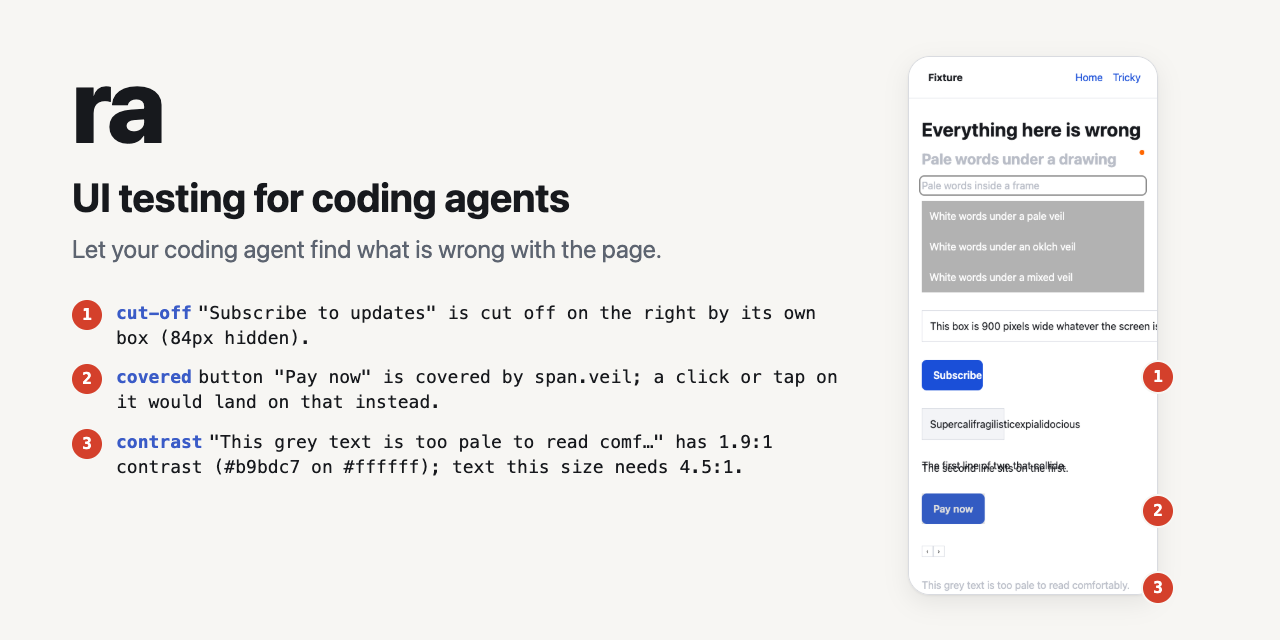 ra
UI testing for coding agents
Let your coding agent find what is wrong with the page.
1 cut-off "Subscribe to updates" is cut off on the right by its own
box (84px hidden).
2 covered button "Pay now" is covered by span.veil; a click or tap on
it would land on that instead.
3 contrast "This grey text is too pale to read comf…" has 1.9:1
contrast (#b9bdc7 on #ffffff); text this size needs 4.5:1.
Fixture Home Tricky
Everything here is wrong
Pale words under a drawing
Pale words inside a frame
White words under a pale veil
White words under an oklch veil
White words under a mixed veil
This box is 900 pixels wide whatever the screen is
Subscribe 1
Supercalifragilisticexpialidocious
The first line of two that collide.
The second line sits on the first.
Pay now 2
‹ ›
This grey text is too pale to read comfortably. 3